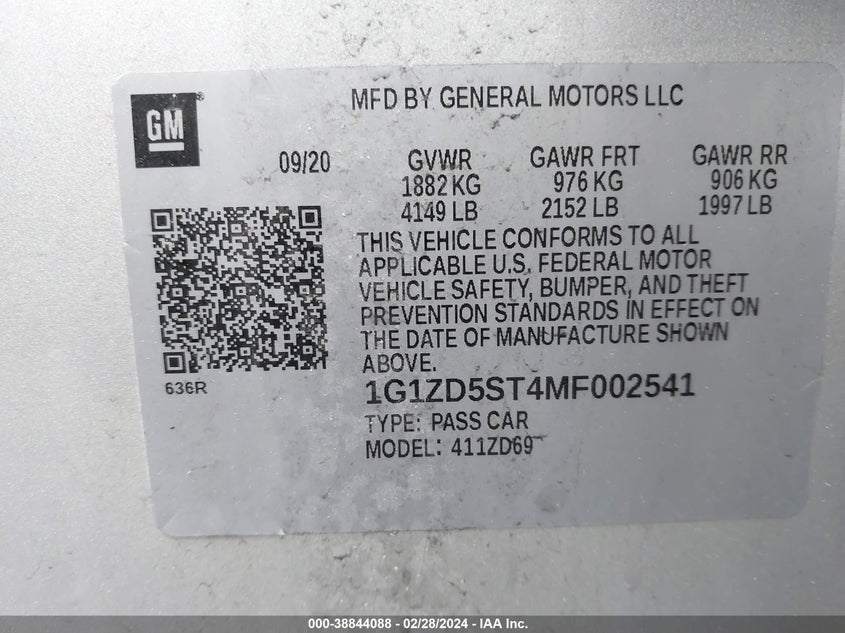 GM®
MFD BY GENERAL MOTORS LLC
09/20 GVWR GAWR FRT GAWR RR
1882 KG 976 KG 906 KG
4149 LB 2152 LB 1997 LB
THIS VEHICLE CONFORMS TO ALL
APPLICABLE U.S. FEDERAL MOTOR
VEHICLE SAFETY, BUMPER, AND THEFT
PREVENTION STANDARDS IN EFFECT ON
THE DATE OF MANUFACTURE SHOWN
ABOVE.
636R
1G1ZD5ST4MF002541
TYPE: PASS CAR
MODEL: 411ZD69
000-38844088 - 02/28/2024 - IAA Inc.